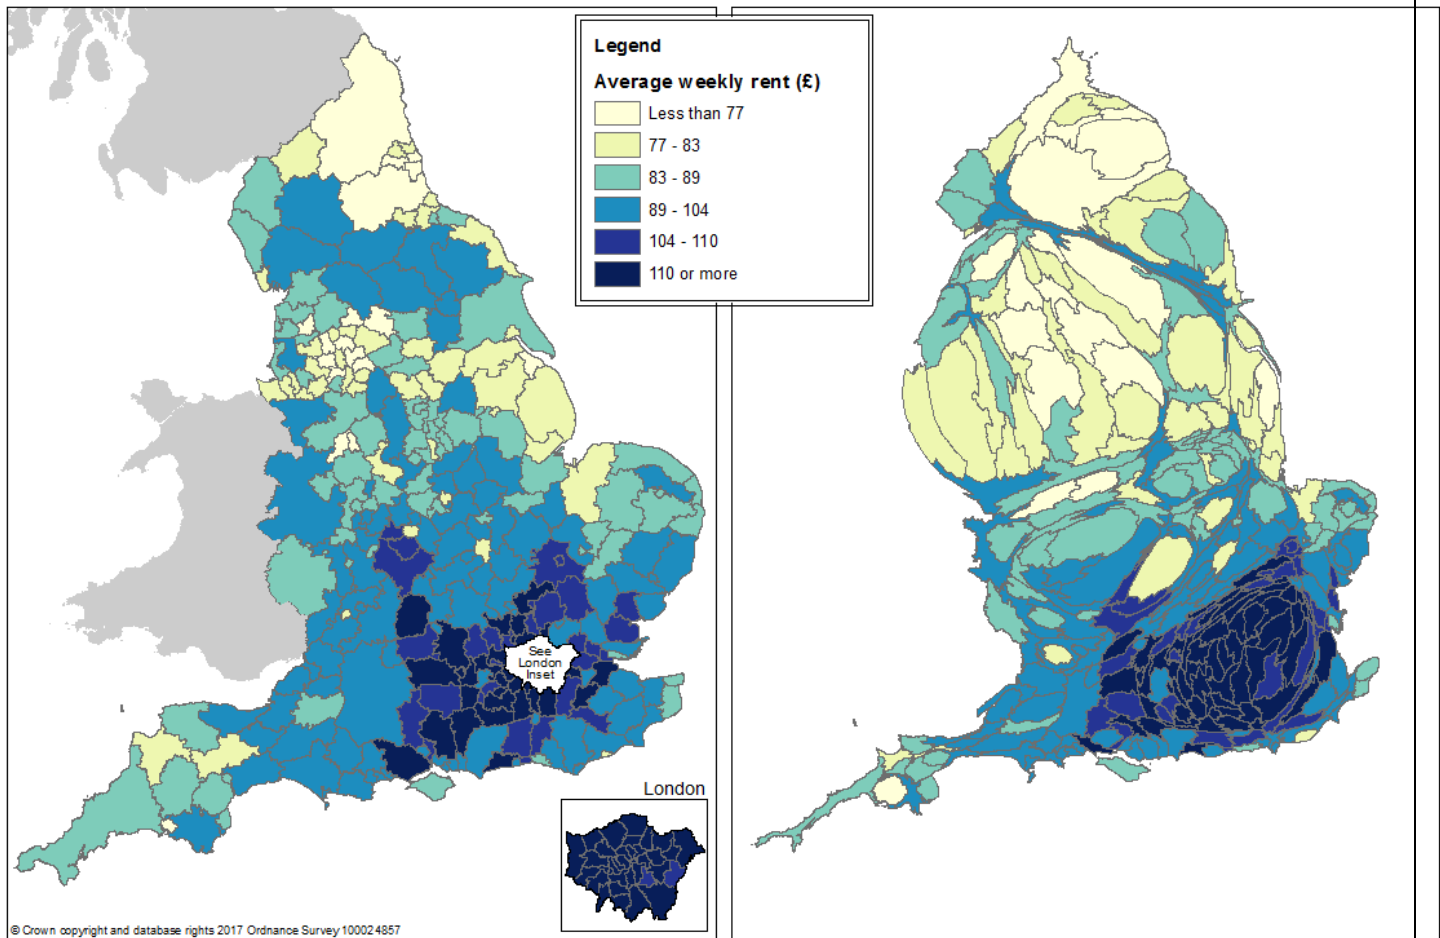 Legend
Average weekly rent (£)
Less than 77
77 - 83
83 - 89
89 - 104
104 - 110
110 or more
See
London
Inset
London
© Crown copyright and database rights 2017 Ordnance Survey 100024857